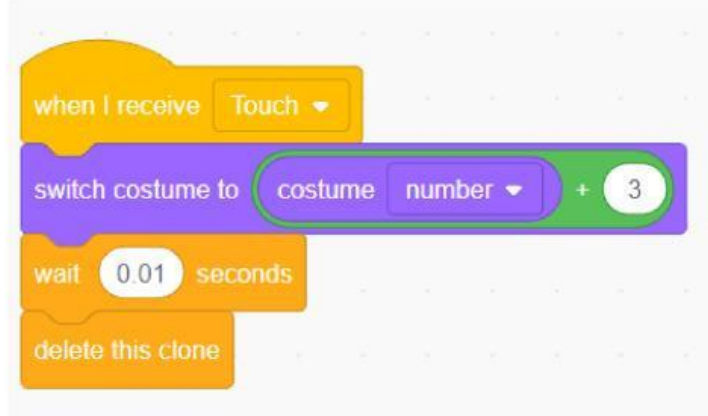 when I receive Touch
switch costume to costume number + 3
wait 0.01 seconds
delete this clone